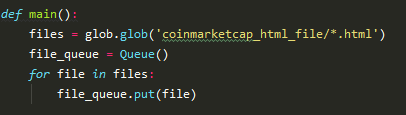 def main():
    files = glob.glob('coinmarketcap_html_file/*.html')
    file_queue = Queue()
    for file in files:
        file_queue.put(file)